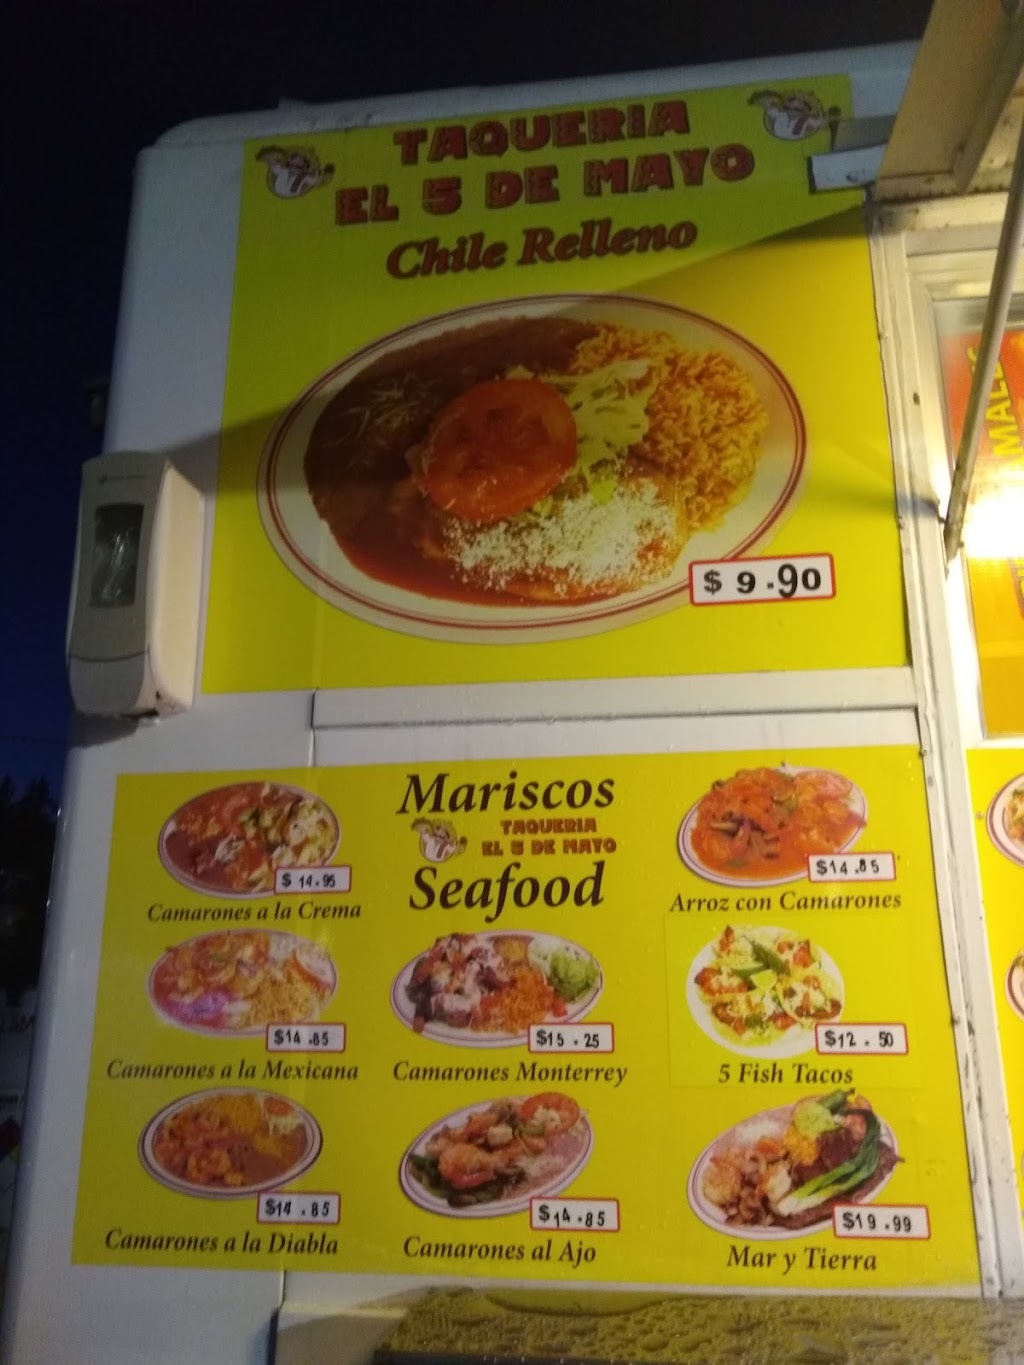 TAQUERIA
EL 5 DE MAYO
Chile Relleno
$ 9.90
MALES
Mariscos
TAQUERIA
EL 5 DE MAYO
Seafood
$ 14.95
Camarones a la Crema
$14.85
Arroz con Camarones
$14.85
Camarones a la Mexicana
$15.25
Camarones Monterrey
$12.50
5 Fish Tacos
$14.85
Camarones a la Diabla
$14.85
Camarones al Ajo
$19.99
Mar y Tierra